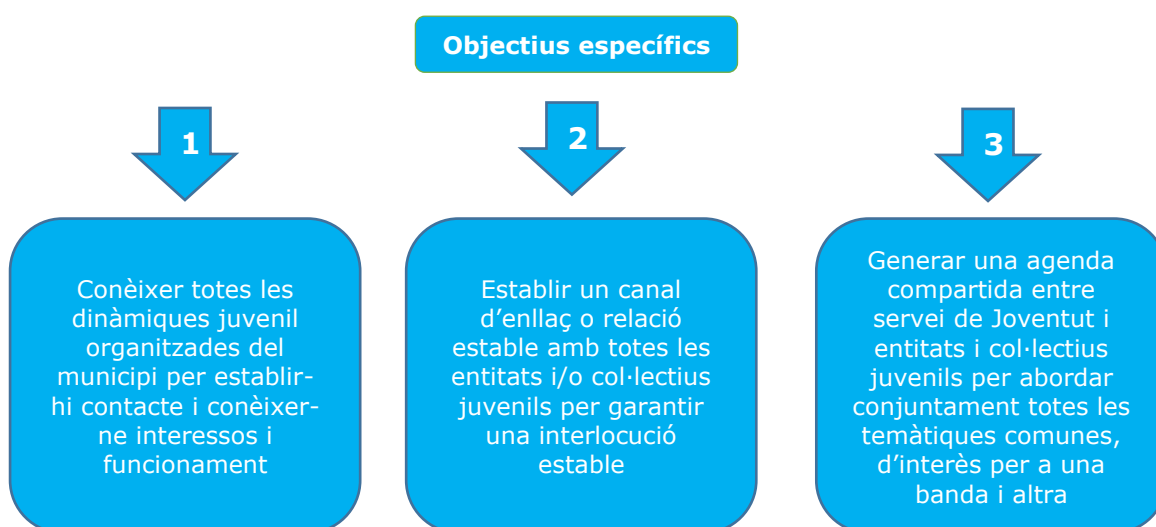 Objectius específics
1
2
3
Conèixer totes les
dinàmiques juvenil
organitzades del
municipi per establir-
hi contacte i conèixer-
ne interessos i
funcionament
Establir un canal
d’enllaç o relació
estable amb totes les
entitats i/o col·lectius
juvenils per garantir
una interlocució
estable
Generar una agenda
compartida entre
servei de Joventut i
entitats i col·lectius
juvenils per abordar
conjuntament totes les
temàtiques comunes,
d’interès per a una
banda i altra